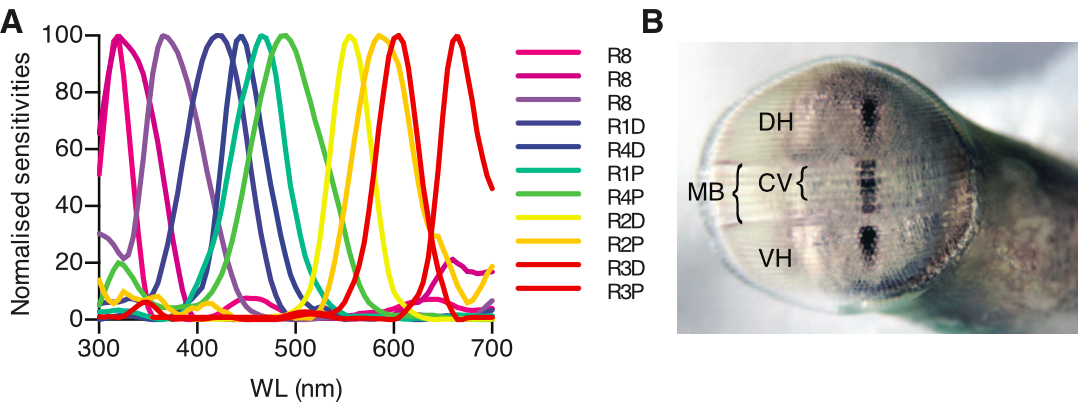 A
Normalised sensitivities
100
80
60
40
20
0
300 400 500 600 700
WL (nm)
R8
R8
R8
R1D
R4D
R1P
R4P
R2D
R2P
R3D
R3P
B
DH
MB { CV {
VH